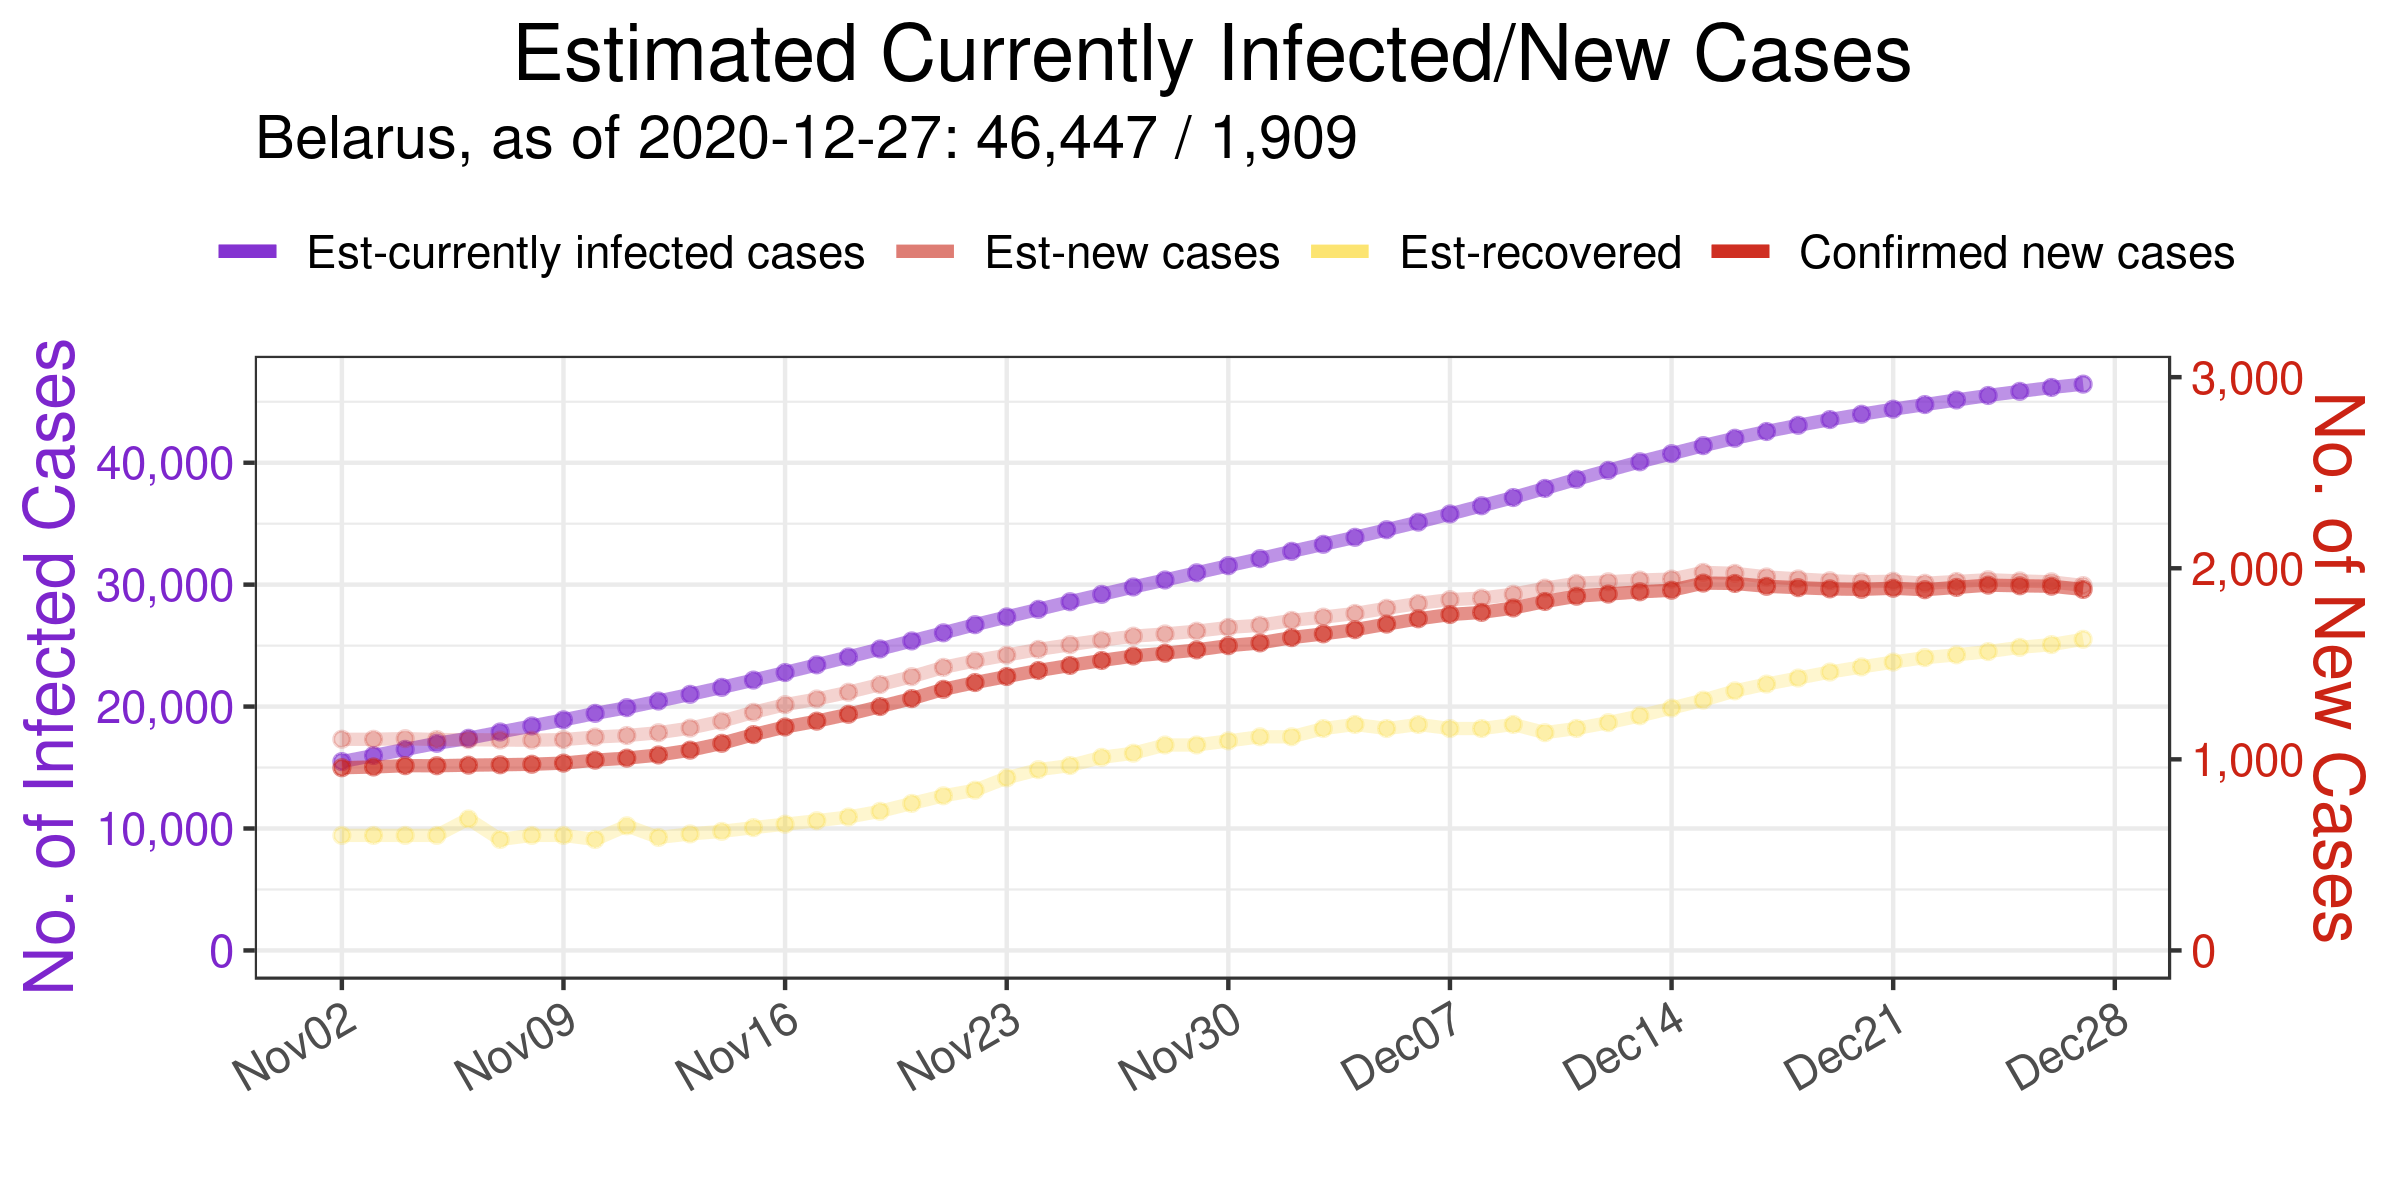 Estimated Currently Infected/New Cases
Belarus, as of 2020-12-27: 46,447 / 1,909
Est-currently infected cases Est-new cases Est-recovered Confirmed new cases
No. of Infected Cases
40,000
30,000
20,000
10,000
0
3,000
2,000
1,000
0
No. of New Cases
Nov02 Nov09 Nov16 Nov23 Nov30 Dec07 Dec14 Dec21 Dec28